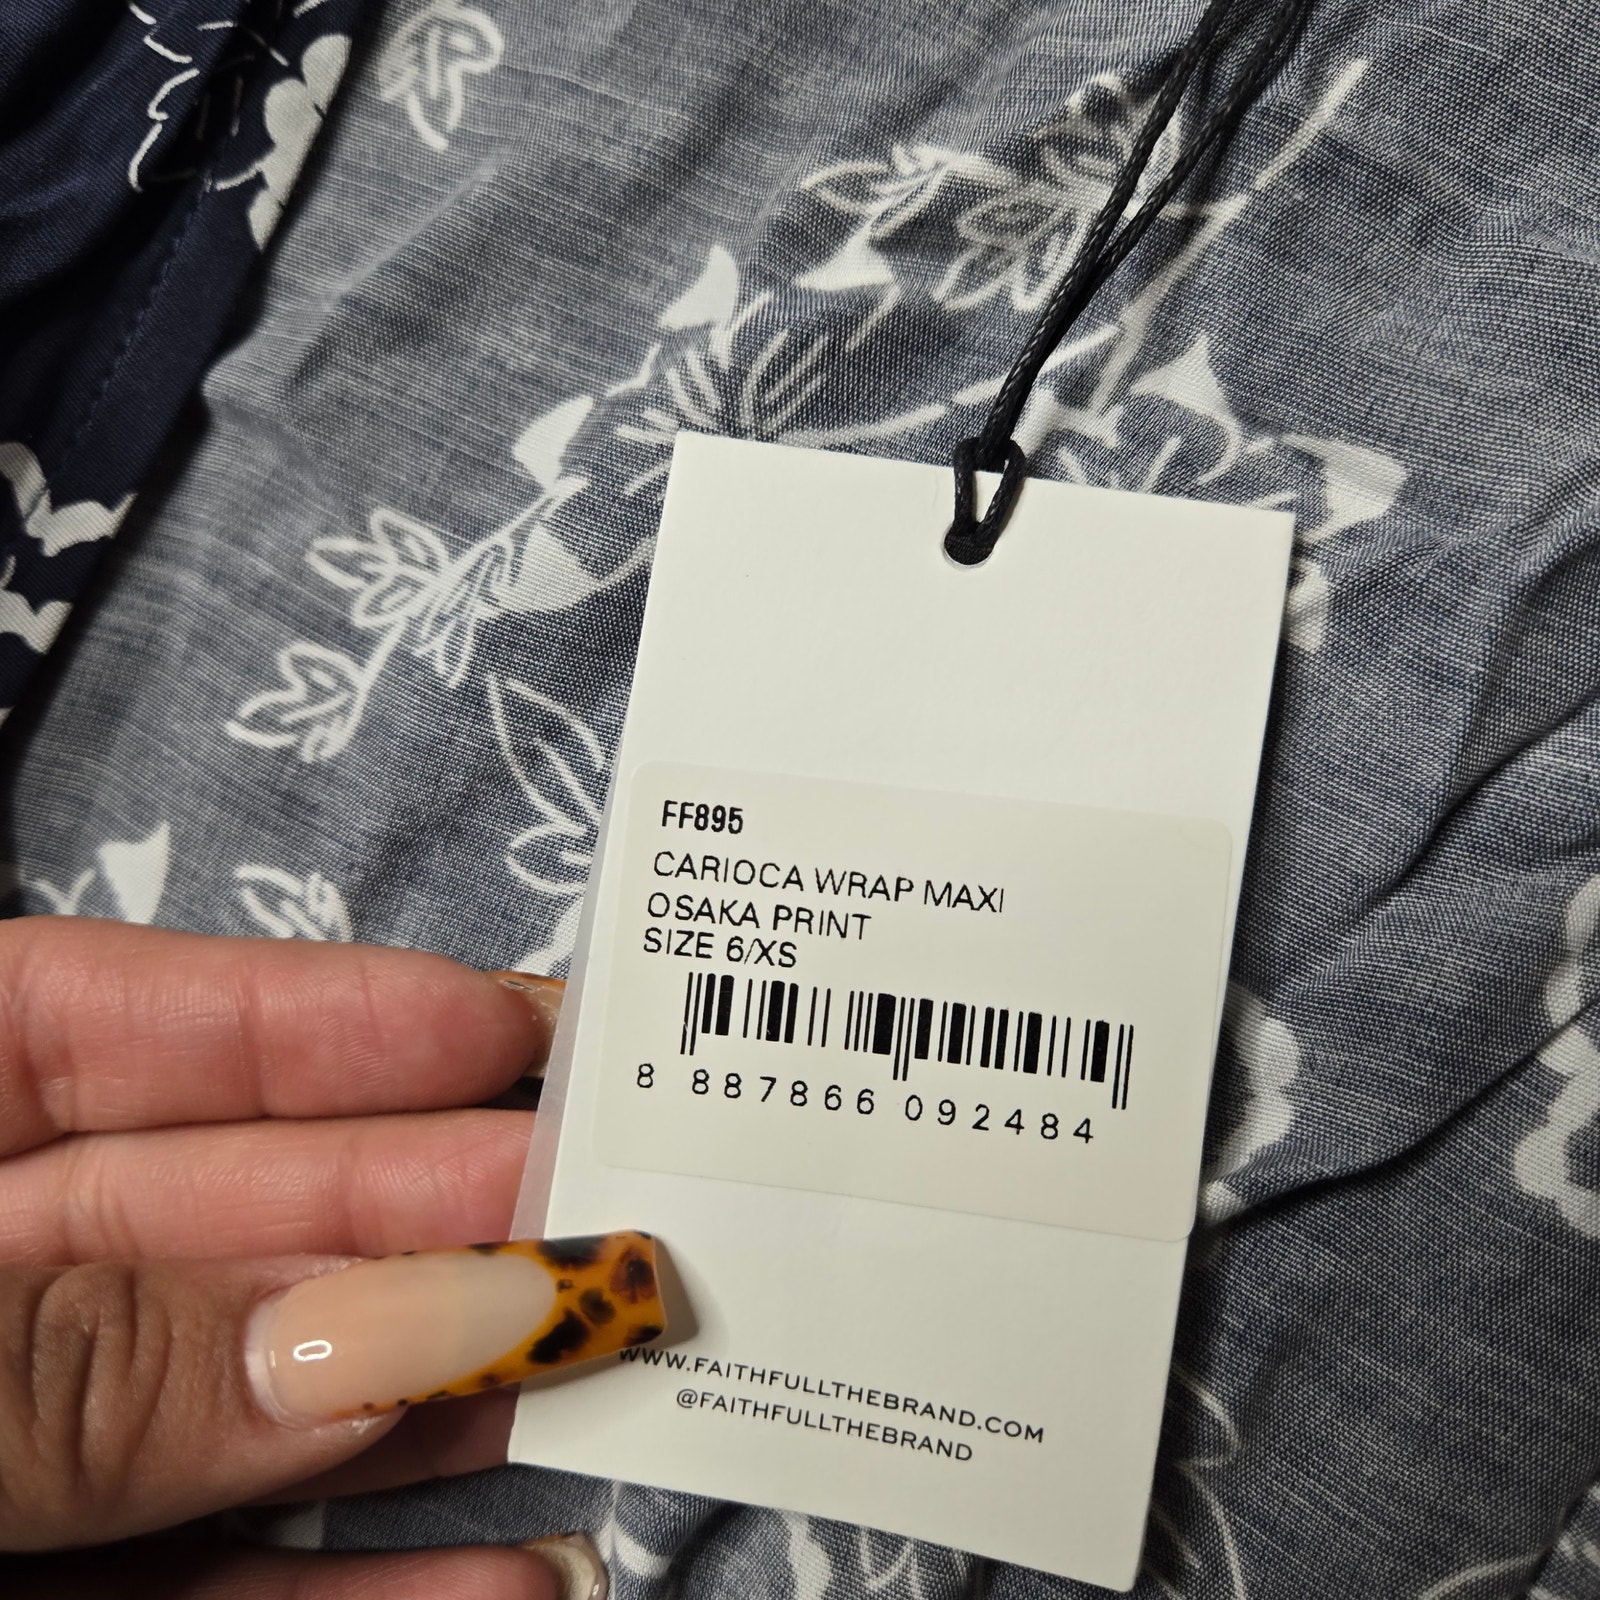 FF895
CARIOCA WRAP MAXI
OSAKA PRINT
SIZE 6/XS
8 887866 092484
WWW.FAITHFULLTHEBRAND.COM
@FAITHFULLTHEBRAND